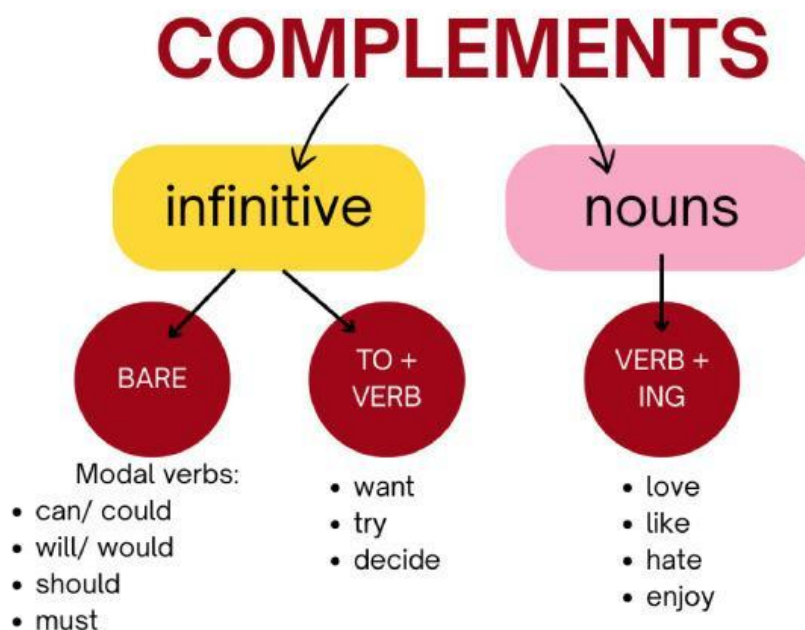 COMPLEMENTS
infinitive
nouns
BARE
TO +
VERB
VERB +
ING
Modal verbs:
• can/ could
• will/ would
• should
• must
• want
• try
• decide
• love
• like
• hate
• enjoy